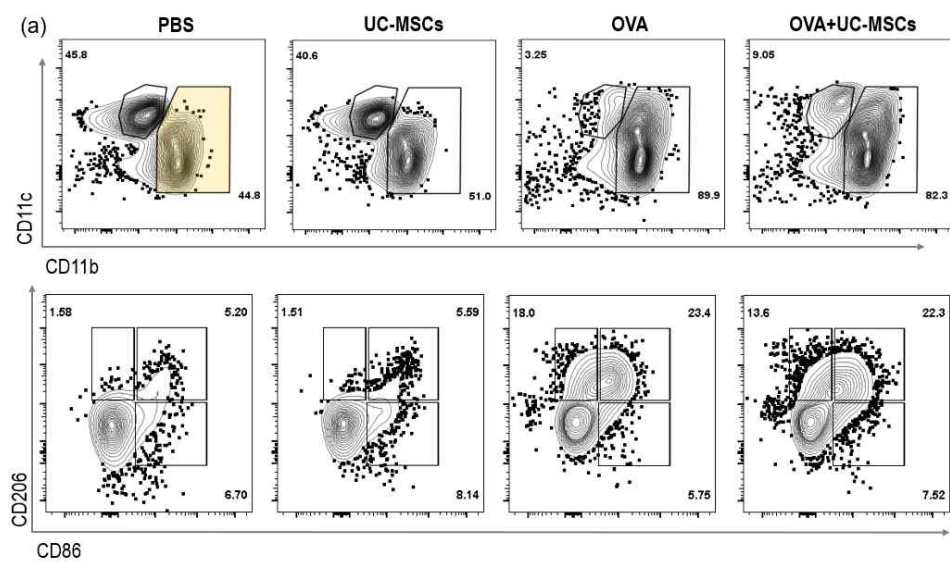 (a) PBS UC-MSCs OVA OVA+UC-MSCs
45.8 40.6 3.25 9.05
44.8 51.0 89.9 82.3
CD11c
CD11b
1.58 5.20 1.51 5.59 18.0 23.4 13.6 22.3
6.70 8.14 5.75 7.52
CD206
CD86